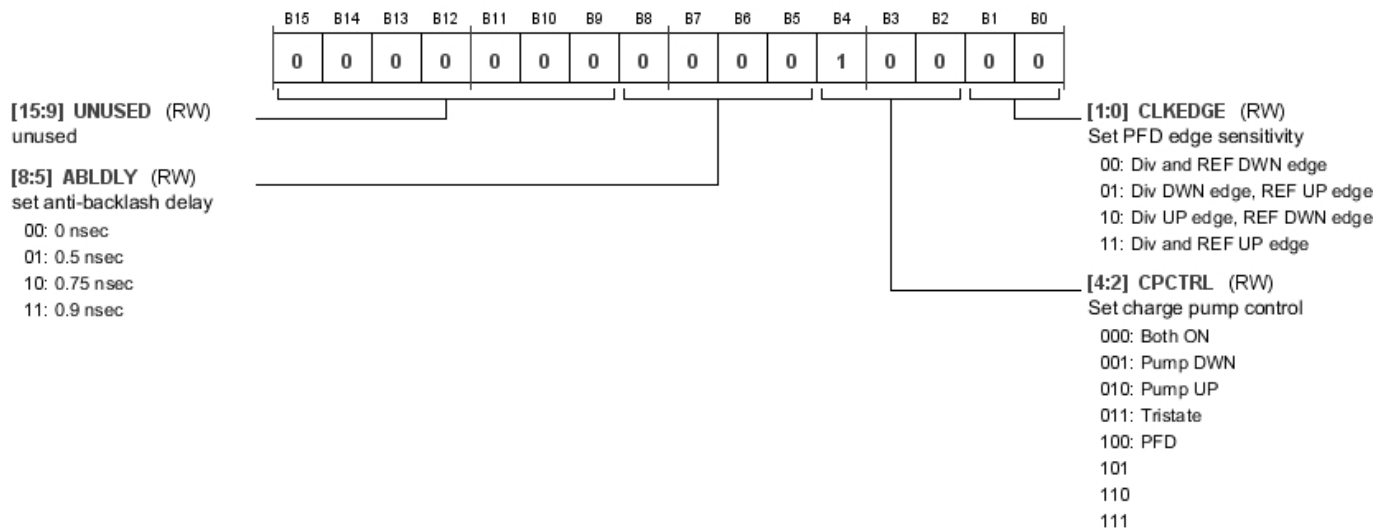 B15 B14 B13 B12 B11 B10 B9 B8 B7 B6 B5 B4 B3 B2 B1 B0
0 0 0 0 0 0 0 0 0 0 0 1 0 0 0 0
[15:9] UNUSED (RW)
unused
[8:5] ABLDLY (RW)
set anti-backlash delay
00: 0 nsec
01: 0.5 nsec
10: 0.75 nsec
11: 0.9 nsec
[1:0] CLKEDGE (RW)
Set PFD edge sensitivity
00: Div and REF DWN edge
01: Div DWN edge, REF UP edge
10: Div UP edge, REF DWN edge
11: Div and REF UP edge
[4:2] CPCTRL (RW)
Set charge pump control
000: Both ON
001: Pump DWN
010: Pump UP
011: Tristate
100: PFD
101
110
111